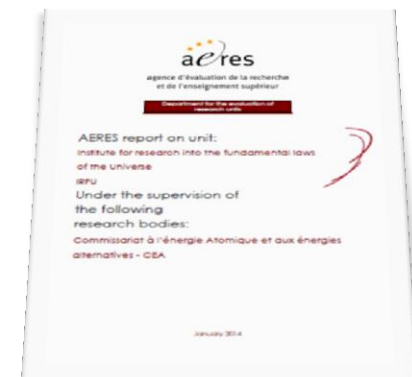 aeres
agence d'évaluation de la recherche
et de l'enseignement supérieur
Department for the evaluation of
research units
AERES report on unit:
Institute for research into the fundamental laws
of the Universe
IRFU
Under the supervision of
the following
research bodies:
Commissariat à l'énergie Atomique et aux énergies
alternatives - CEA
January 2014